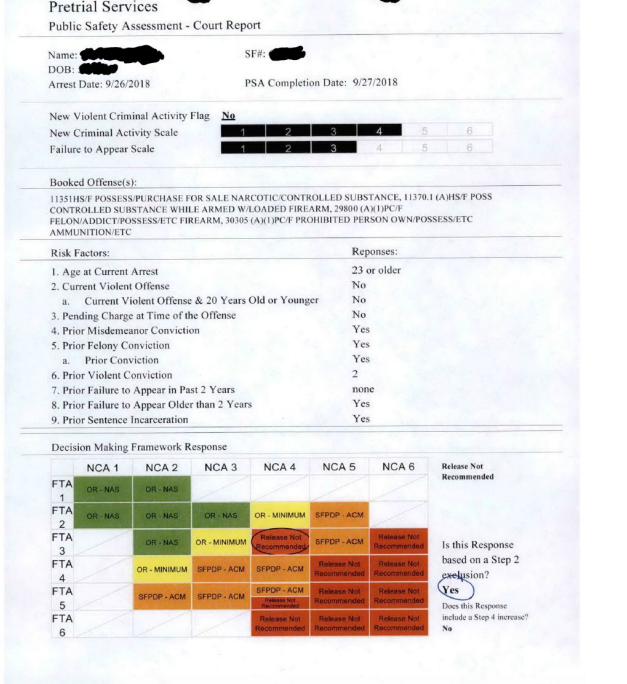 Pretrial Services
Public Safety Assessment - Court Report
Name:
SF#:
DOB:
Arrest Date: 9/26/2018
PSA Completion Date: 9/27/2018
New Violent Criminal Activity Flag No
New Criminal Activity Scale 1 2 3 4 5 6
Failure to Appear Scale 1 2 3 4 5 6
Booked Offense(s):
11351HS/F POSSESS/PURCHASE FOR SALE NARCOTIC/CONTROLLED SUBSTANCE, 11370.1 (A)HS/F POSS
CONTROLLED SUBSTANCE WHILE ARMED W/LOADED FIREARM, 29800 (A)(1)PC/F
FELON/ADDICT/POSSESS/ETC FIREARM, 30305 (A)(1)PC/F PROHIBITED PERSON OWN/POSSESS/ETC
AMMUNITION/ETC
Risk Factors: Reponses:
1. Age at Current Arrest 23 or older
2. Current Violent Offense No
a. Current Violent Offense & 20 Years Old or Younger No
3. Pending Charge at Time of the Offense No
4. Prior Misdemeanor Conviction Yes
5. Prior Felony Conviction Yes
a. Prior Conviction Yes
6. Prior Violent Conviction 2
7. Prior Failure to Appear in Past 2 Years none
8. Prior Failure to Appear Older than 2 Years Yes
9. Prior Sentence Incarceration Yes
Decision Making Framework Response
NCA 1 NCA 2 NCA 3 NCA 4 NCA 5 NCA 6
FTA 1 OR - NAS OR - NAS
FTA 2 OR - NAS OR - NAS OR - NAS OR - MINIMUM SFPDP - ACM
FTA 3 OR - NAS OR - MINIMUM Release Not Recommended SFPDP - ACM Release Not Recommended
FTA 4 OR - MINIMUM SFPDP - ACM SFPDP - ACM Release Not Recommended Release Not Recommended
FTA 5 SFPDP - ACM SFPDP - ACM SFPDP - ACM Release Not Recommended Release Not Recommended Release Not Recommended
FTA 6 Release Not Recommended Release Not Recommended Release Not Recommended
Release Not
Recommended
Is this Response
based on a Step 2
exclusion?
Yes
Does this Response
include a Step 4 increase?
No